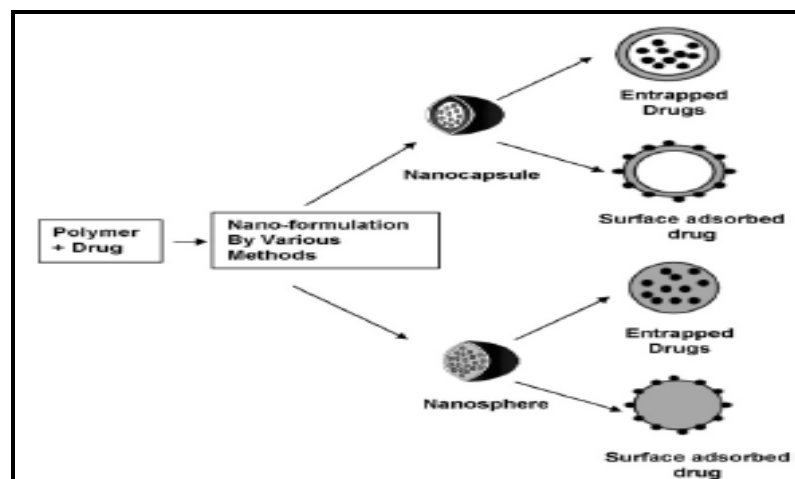 Polymer
+ Drug
Nano-formulation
By Various
Methods
Nanocapsule
Entrapped
Drugs
Surface adsorbed
drug
Nanosphere
Entrapped
Drugs
Surface adsorbed
drug